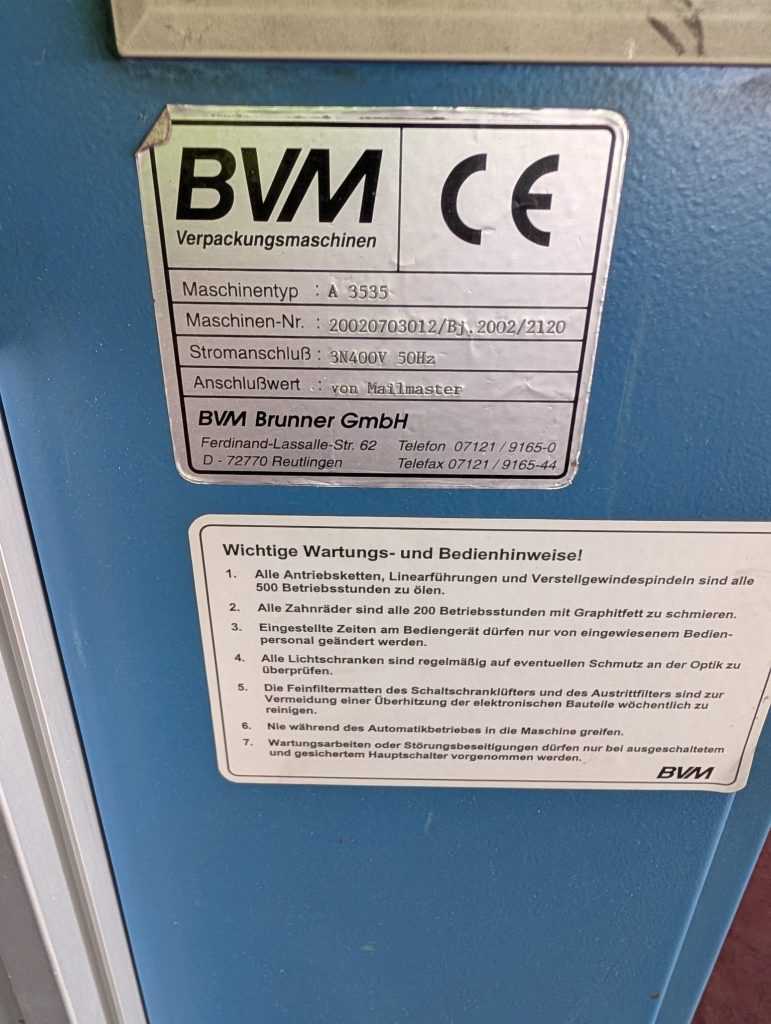 BVM
Verpackungsmaschinen
CE
Maschinentyp : A 3535
Maschinen-Nr. : 20020703012/Bj.2002/2120
Stromanschluß : 3N400V 50Hz
Anschlußwert : von Mailmaster
BVM Brunner GmbH
Ferdinand-Lassalle-Str. 62 Telefon 07121 / 9165-0
D - 72770 Reutlingen Telefax 07121 / 9165-44
Wichtige Wartungs- und Bedienhinweise!
1. Alle Antriebsketten, Linearführungen und Verstellgewindespindeln sind alle
500 Betriebsstunden zu ölen.
2. Alle Zahnräder sind alle 200 Betriebsstunden mit Graphitfett zu schmieren.
3. Eingestellte Zeiten am Bediengerät dürfen nur von eingewiesenem Bedien-
personal geändert werden.
4. Alle Lichtschranken sind regelmäßig auf eventuellen Schmutz an der Optik zu
überprüfen.
5. Die Feinfiltermatten des Schaltschranklüfters und des Austrittfilters sind zur
Vermeidung einer Überhitzung der elektronischen Bauteile wöchentlich zu
reinigen.
6. Nie während des Automatikbetriebes in die Maschine greifen.
7. Wartungsarbeiten oder Störungsbeseitigungen dürfen nur bei ausgeschaltetem
und gesichertem Hauptschalter vorgenommen werden.
BVM